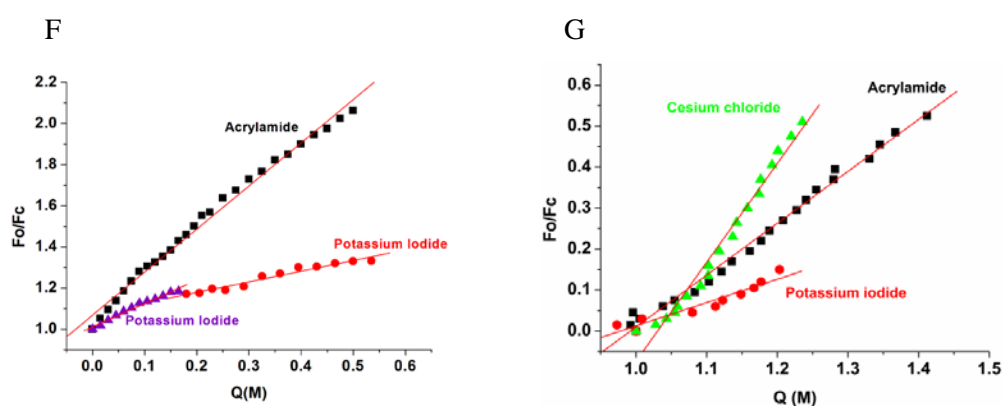 F
G
2.2
2.0
1.8
1.6
1.4
1.2
1.0
Fo/Fc
Acrylamide
Potassium Iodide
Potassium Iodide
0.0 0.1 0.2 0.3 0.4 0.5 0.6
Q(M)
0.6
0.5
0.4
0.3
0.2
0.1
0.0
Fo/Fc
Cesium chloride
Acrylamide
Potassium iodide
1.0 1.1 1.2 1.3 1.4 1.5
Q (M)